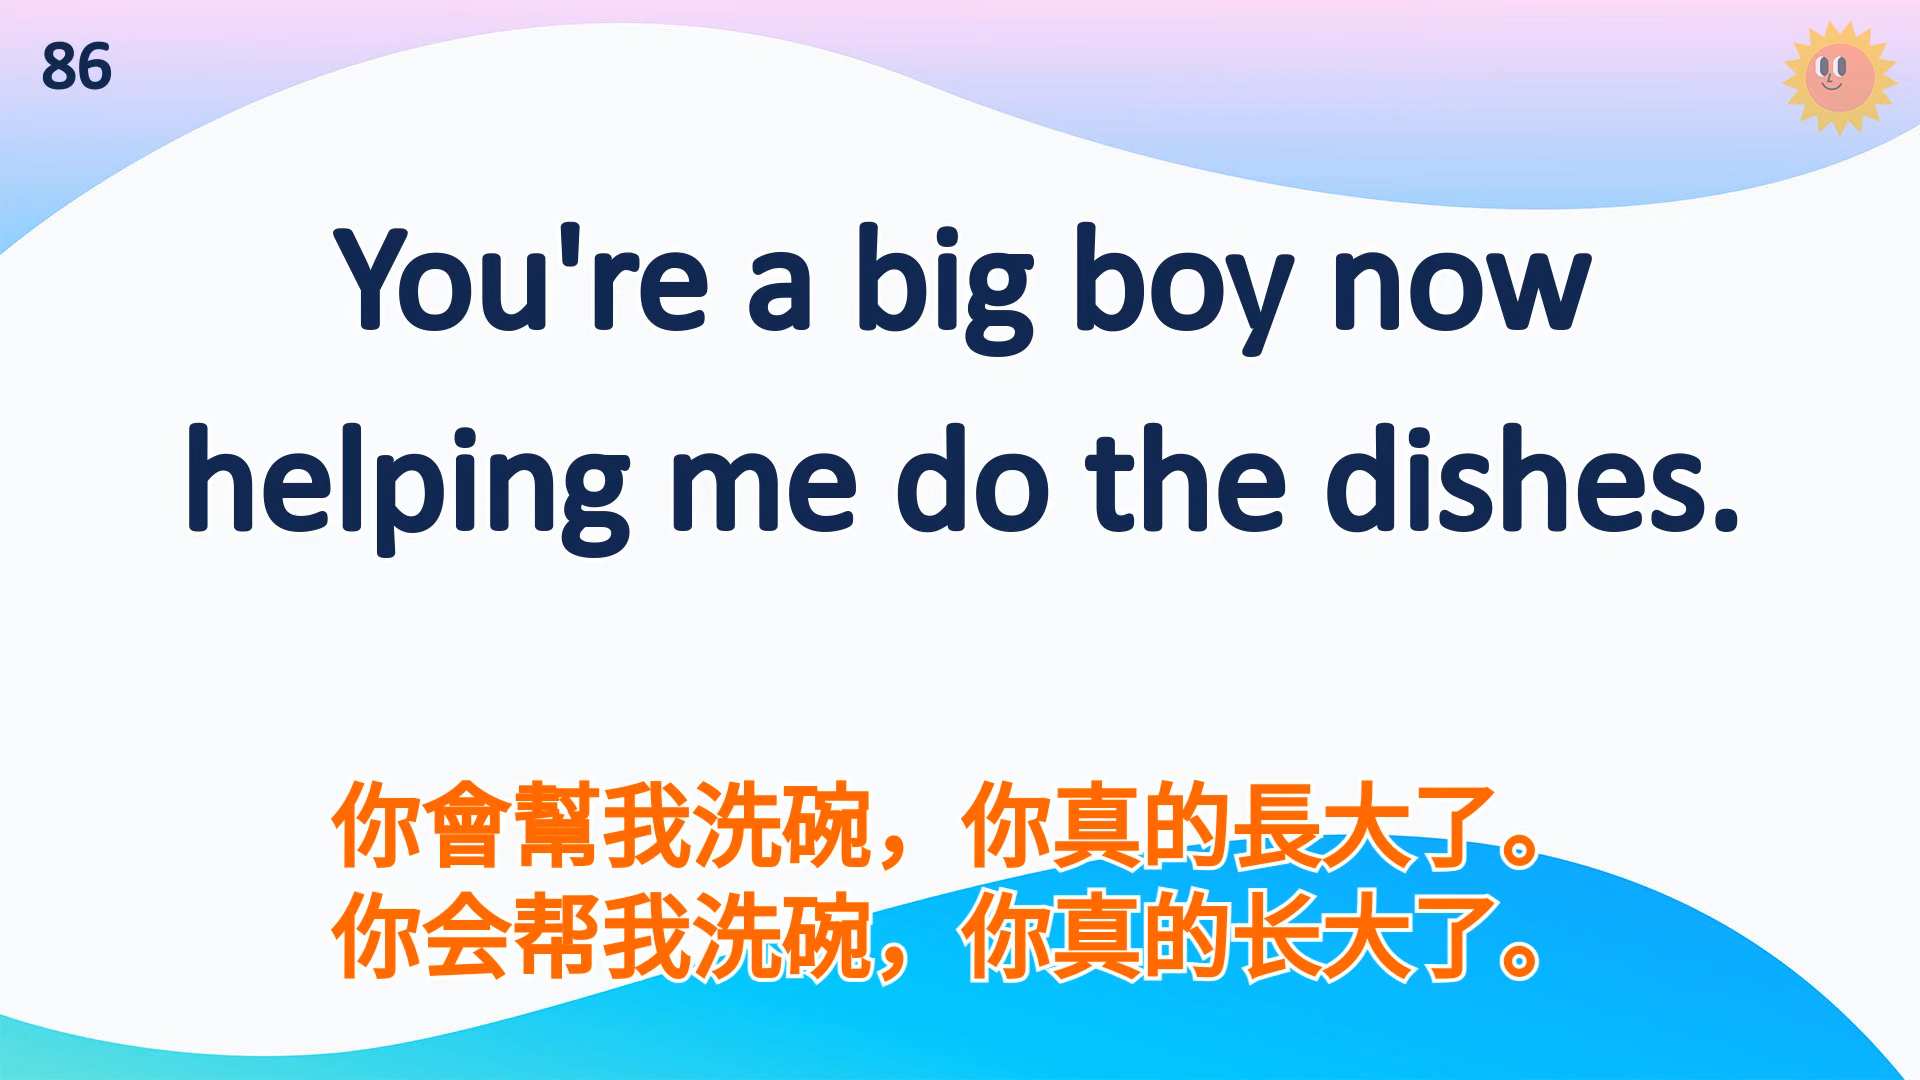 86
You're a big boy now
helping me do the dishes.
你會幫我洗碗，你真的長大了。
你会帮我洗碗，你真的长大了。